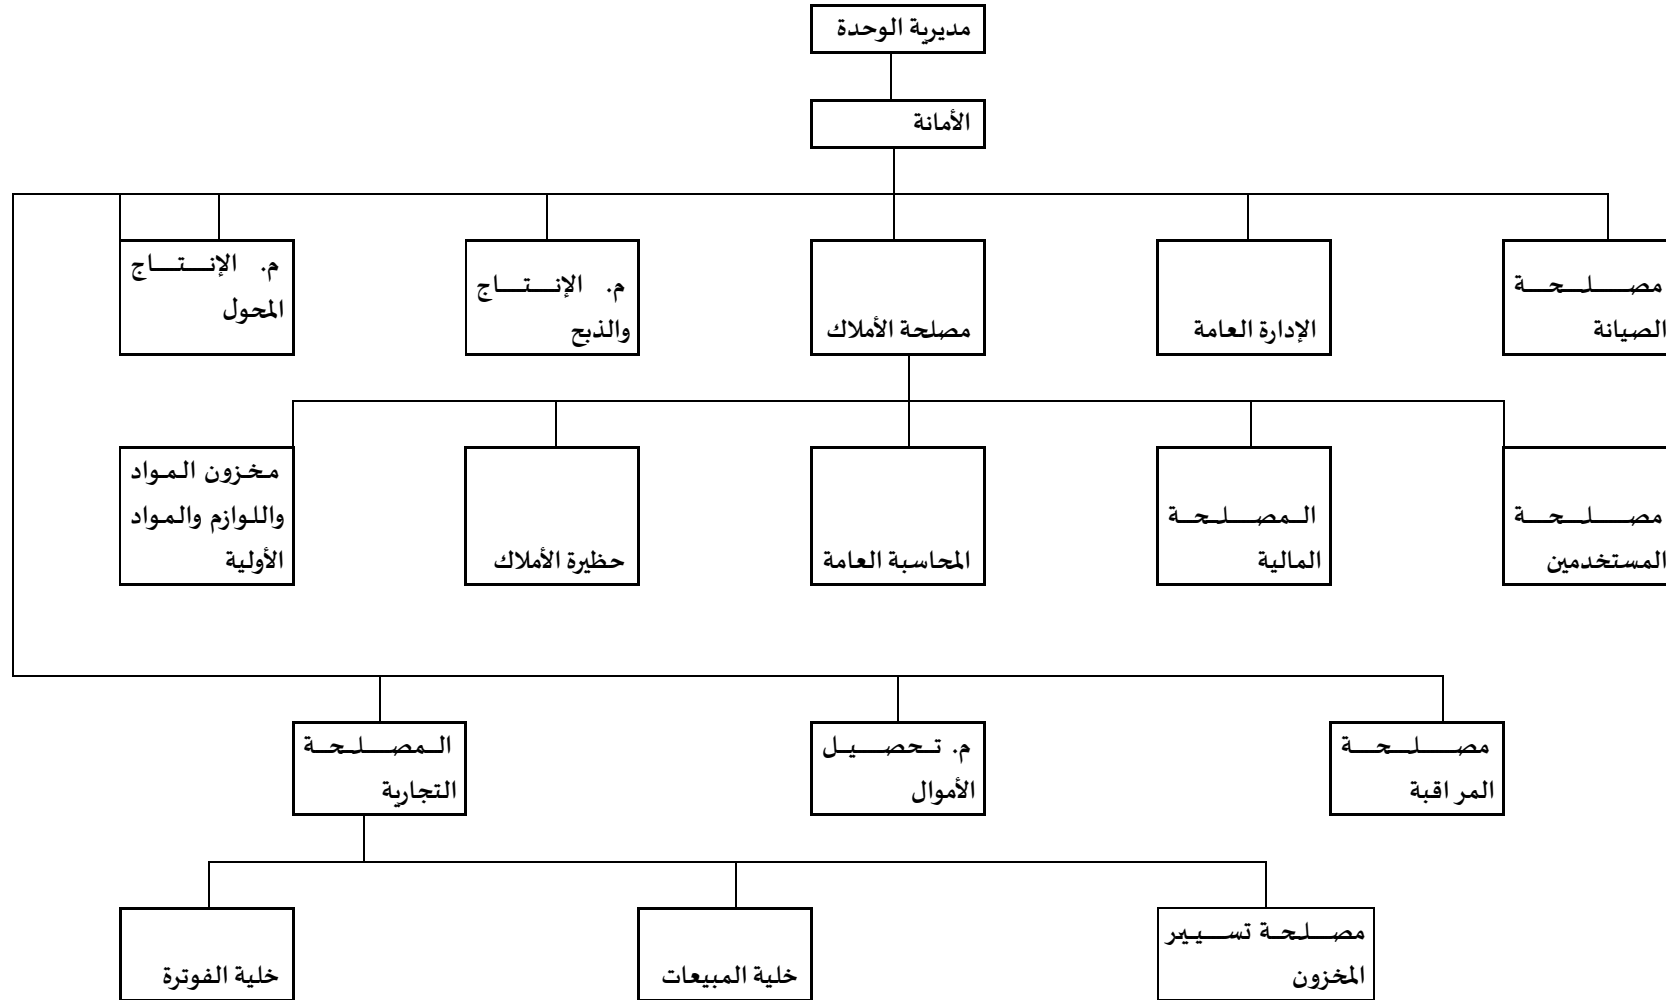 مديرية الوحدة
الأمانة
مصلحة
الصيانة
الإدارة العامة
مصلحة الأملاك
م. الإنتاج
والذبح
م. الإنتاج
المحول
مصلحة
المستخدمين
المصلحة
المالية
المحاسبة العامة
حظيرة الأملاك
مخزون المواد
واللوازم والمواد
الأولية
مصلحة
المراقبة
م. تحصيل
الأموال
المصلحة
التجارية
مصلحة تسيير
المخزون
خلية المبيعات
خلية الفوترة